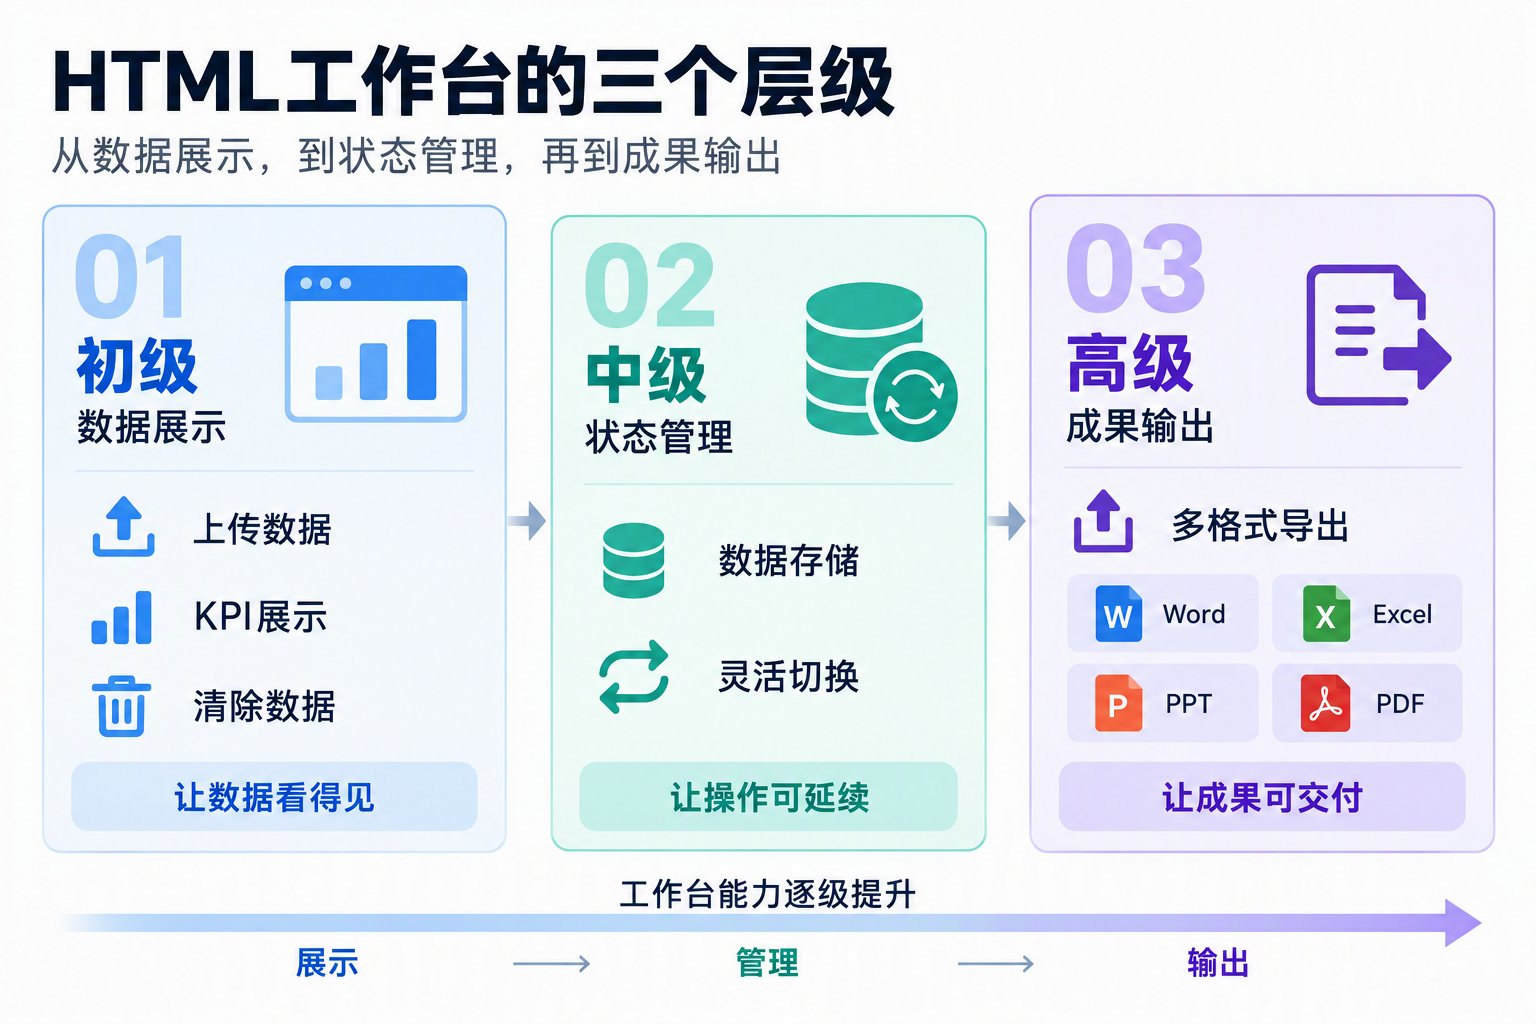 HTML工作台的三个层级
从数据展示，到状态管理，再到成果输出
01
初级
数据展示
上传数据
KPI展示
清除数据
让数据看得见
02
中级
状态管理
数据存储
灵活切换
让操作可延续
03
高级
成果输出
多格式导出
W Word
X Excel
P PPT
PDF
让成果可交付
工作台能力逐级提升
展示
管理
输出